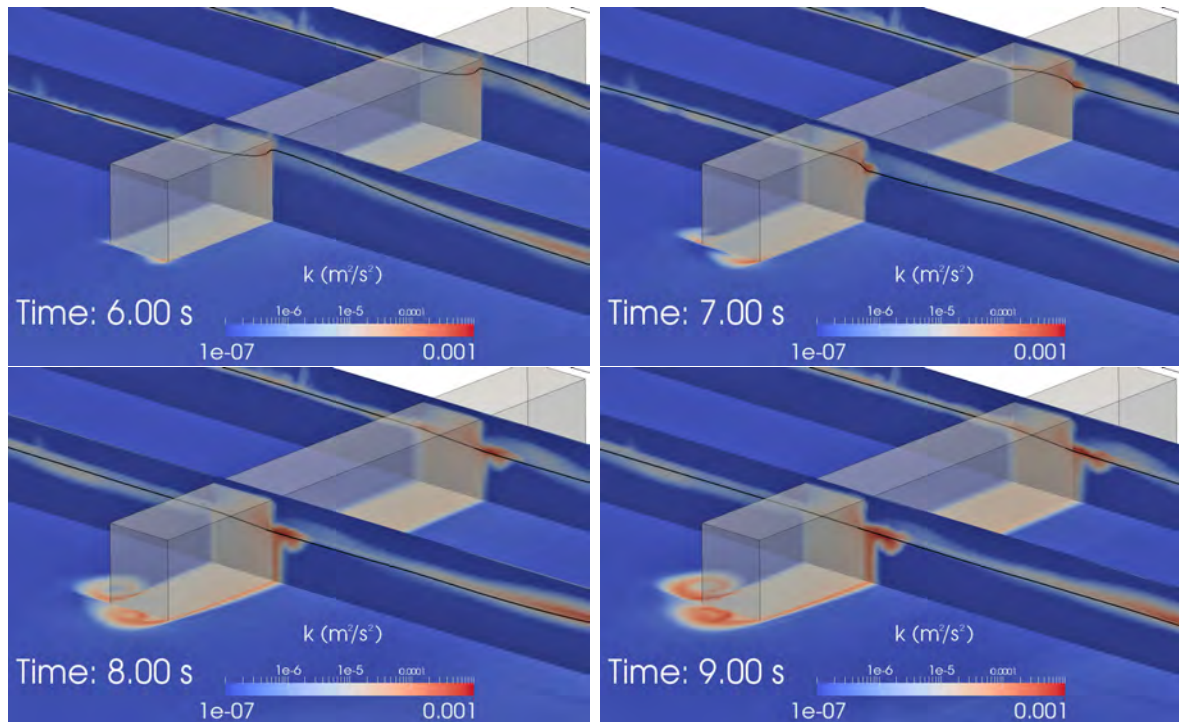 k (m²/s²)
Time: 6.00 s
1e-6 1e-5 0.0001
1e-07 0.001
k (m²/s²)
Time: 7.00 s
1e-6 1e-5 0.0001
1e-07 0.001
k (m²/s²)
Time: 8.00 s
1e-6 1e-5 0.0001
1e-07 0.001
k (m²/s²)
Time: 9.00 s
1e-6 1e-5 0.0001
1e-07 0.001